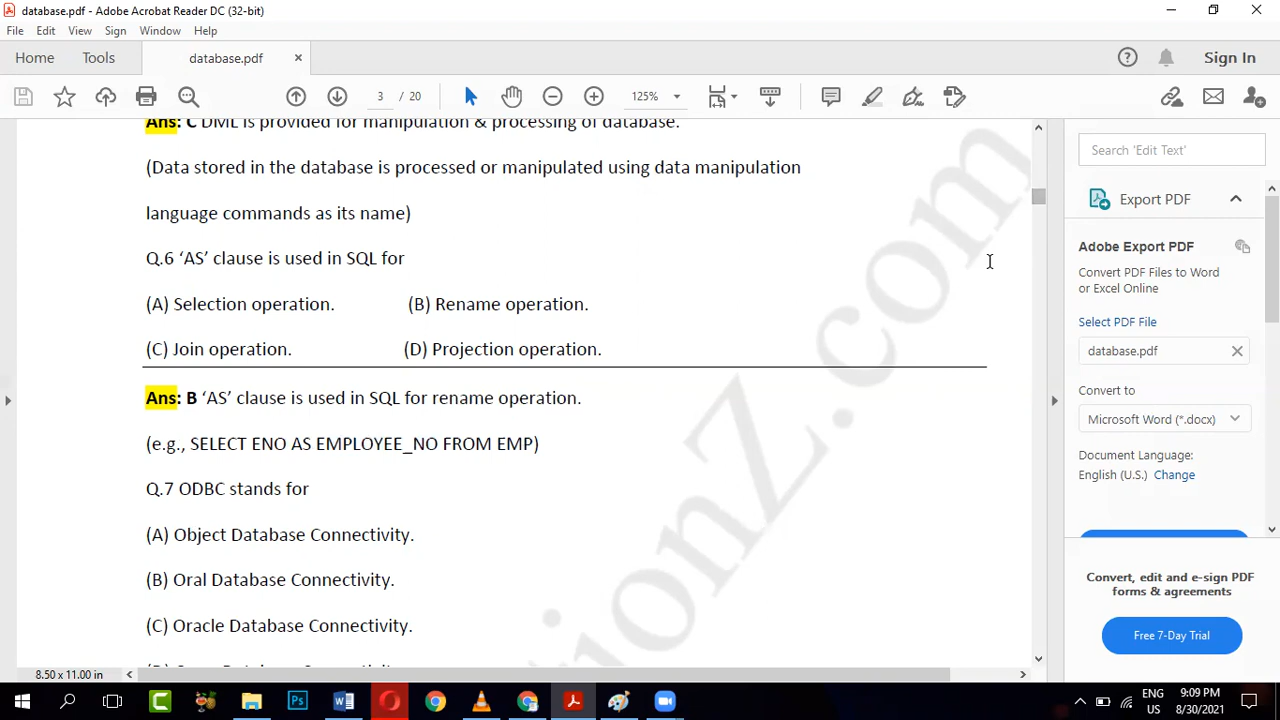 database.pdf - Adobe Acrobat Reader DC (32-bit)
File Edit View Sign Window Help
Home Tools database.pdf Sign In
3 / 20 125%
Ans: C DML is provided for manipulation & processing of database.
(Data stored in the database is processed or manipulated using data manipulation
language commands as its name)
Q.6 ‘AS’ clause is used in SQL for
(A) Selection operation. (B) Rename operation.
(C) Join operation. (D) Projection operation.
Ans: B ‘AS’ clause is used in SQL for rename operation.
(e.g., SELECT ENO AS EMPLOYEE_NO FROM EMP)
Q.7 ODBC stands for
(A) Object Database Connectivity.
(B) Oral Database Connectivity.
(C) Oracle Database Connectivity.
ionZ.com
8.50 x 11.00 in
Search 'Edit Text'
Export PDF
Adobe Export PDF
Convert PDF Files to Word
or Excel Online
Select PDF File
database.pdf
Convert to
Microsoft Word (*.docx)
Document Language:
English (U.S.) Change
Convert, edit and e-sign PDF
forms & agreements
Free 7-Day Trial
ENG
US
9:09 PM
8/30/2021